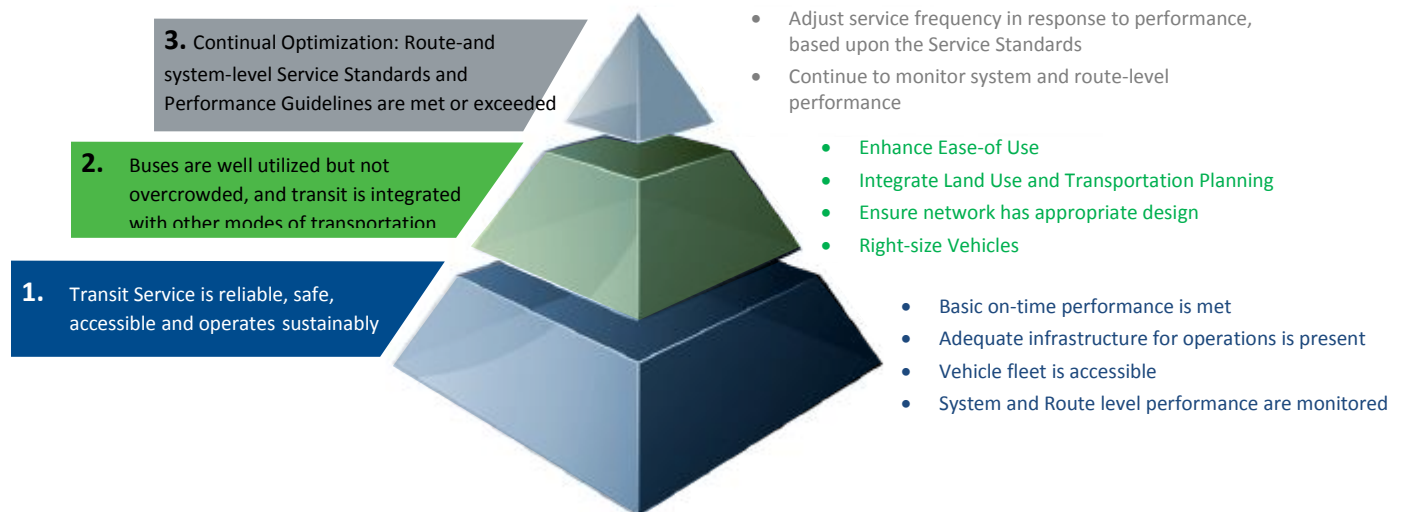 3. Continual Optimization: Route-and
system-level Service Standards and
Performance Guidelines are met or exceeded
• Adjust service frequency in response to performance,
based upon the Service Standards
• Continue to monitor system and route-level
performance
2. Buses are well utilized but not
overcrowded, and transit is integrated
with other modes of transportation
• Enhance Ease-of Use
• Integrate Land Use and Transportation Planning
• Ensure network has appropriate design
• Right-size Vehicles
1. Transit Service is reliable, safe,
accessible and operates sustainably
• Basic on-time performance is met
• Adequate infrastructure for operations is present
• Vehicle fleet is accessible
• System and Route level performance are monitored